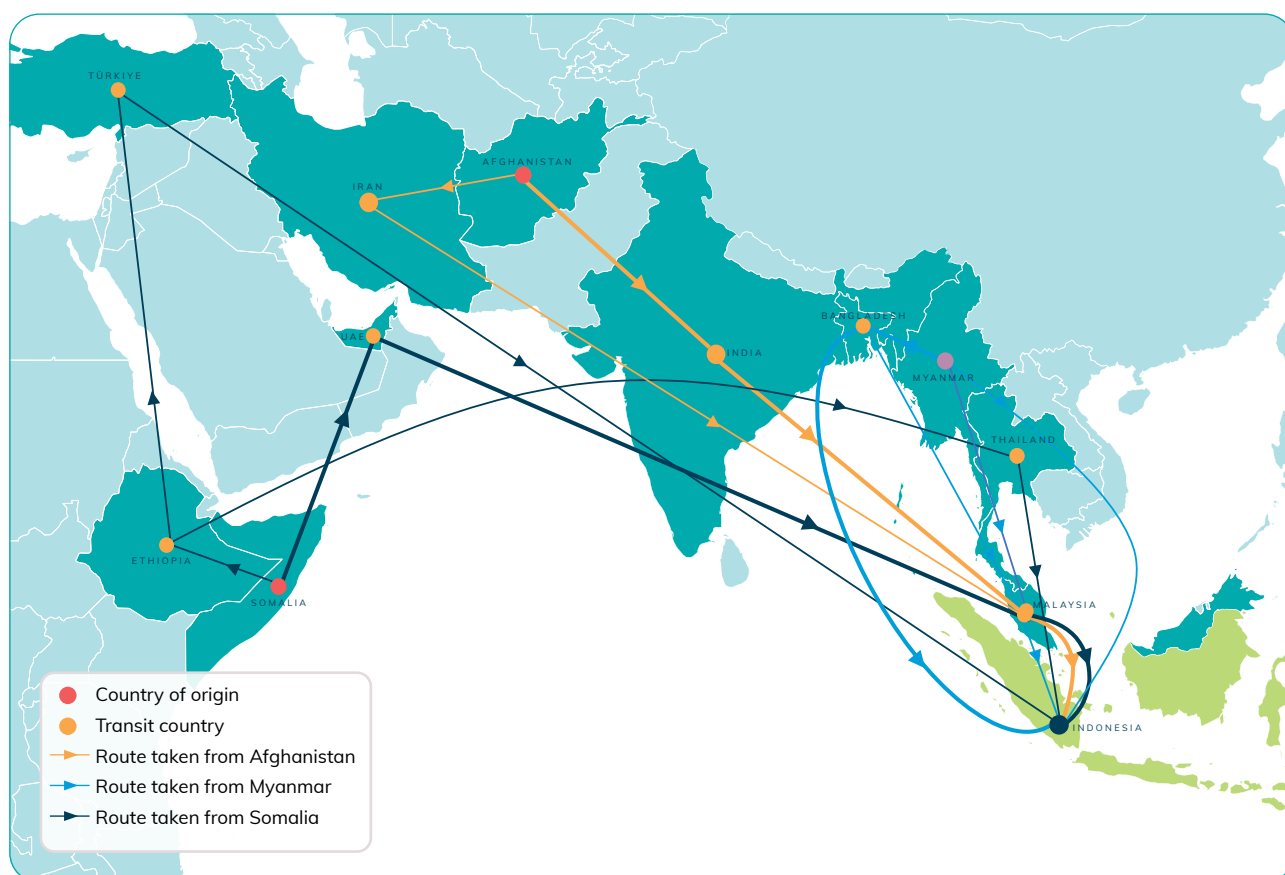 TÜRKIYE
AFGHANISTAN
IRAN
BANGLADESH
UAE
INDIA
MYANMAR
THAILAND
ETHIOPIA
SOMALIA
MALAYSIA
INDONESIA
Country of origin
Transit country
Route taken from Afghanistan
Route taken from Myanmar
Route taken from Somalia